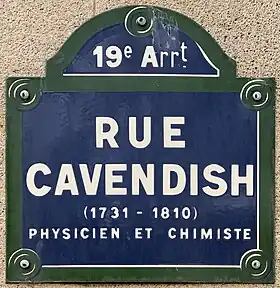 19e Arrt
RUE
CAVENDISH
(1731 - 1810)
PHYSICIEN ET CHIMISTE